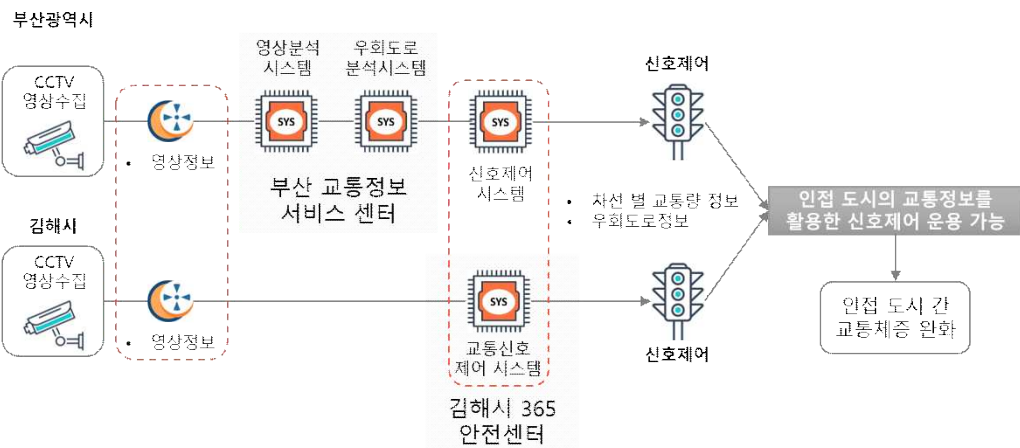 부산광역시
CCTV
영상수집
• 영상정보
영상분석
시스템
SYS
우회도로
분석시스템
SYS
부산 교통정보
서비스 센터
SYS
신호제어
시스템
신호제어
• 차선 별 교통량 정보
• 우회도로정보
인접 도시의 교통정보를
활용한 신호제어 운용 가능
인접 도시 간
교통체증 완화
김해시
CCTV
영상수집
• 영상정보
SYS
교통신호
제어 시스템
김해시 365
안전센터
신호제어